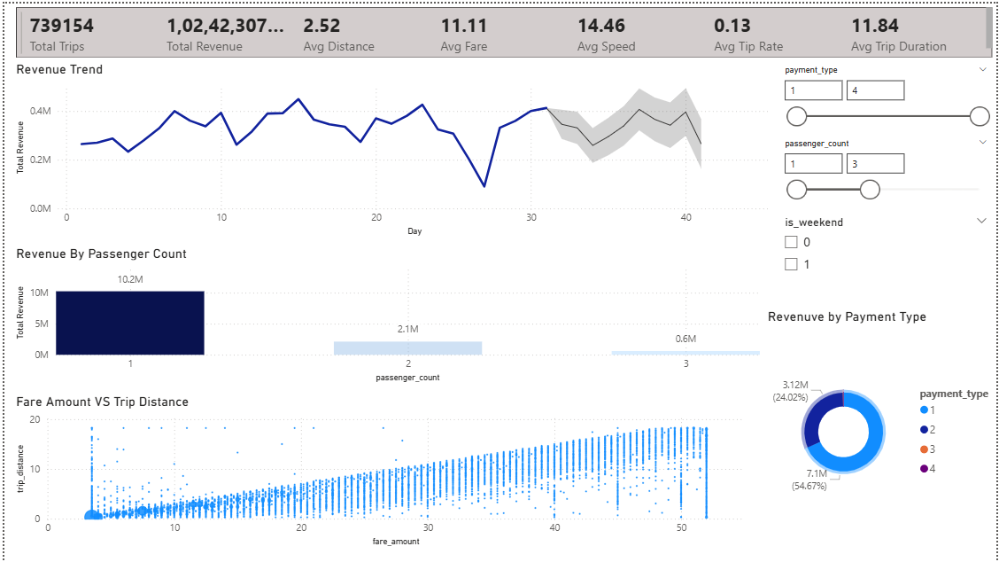 739154 1,02,42,307... 2.52 11.11 14.46 0.13 11.84
Total Trips Total Revenue Avg Distance Avg Fare Avg Speed Avg Tip Rate Avg Trip Duration
Revenue Trend
Total Revenue
0.4M
0.2M
0.0M
0 10 20 30 40
Day
payment_type
1 4
passenger_count
1 3
is_weekend
0
1
Revenue By Passenger Count
Total Revenue
10M
5M
0M
10.2M
2.1M
0.6M
1 2 3
passenger_count
Revenuve by Payment Type
3.12M
(24.02%)
7.1M
(54.67%)
payment_type
1
2
3
4
Fare Amount VS Trip Distance
trip_distance
20
10
0
0 10 20 30 40 50
fare_amount